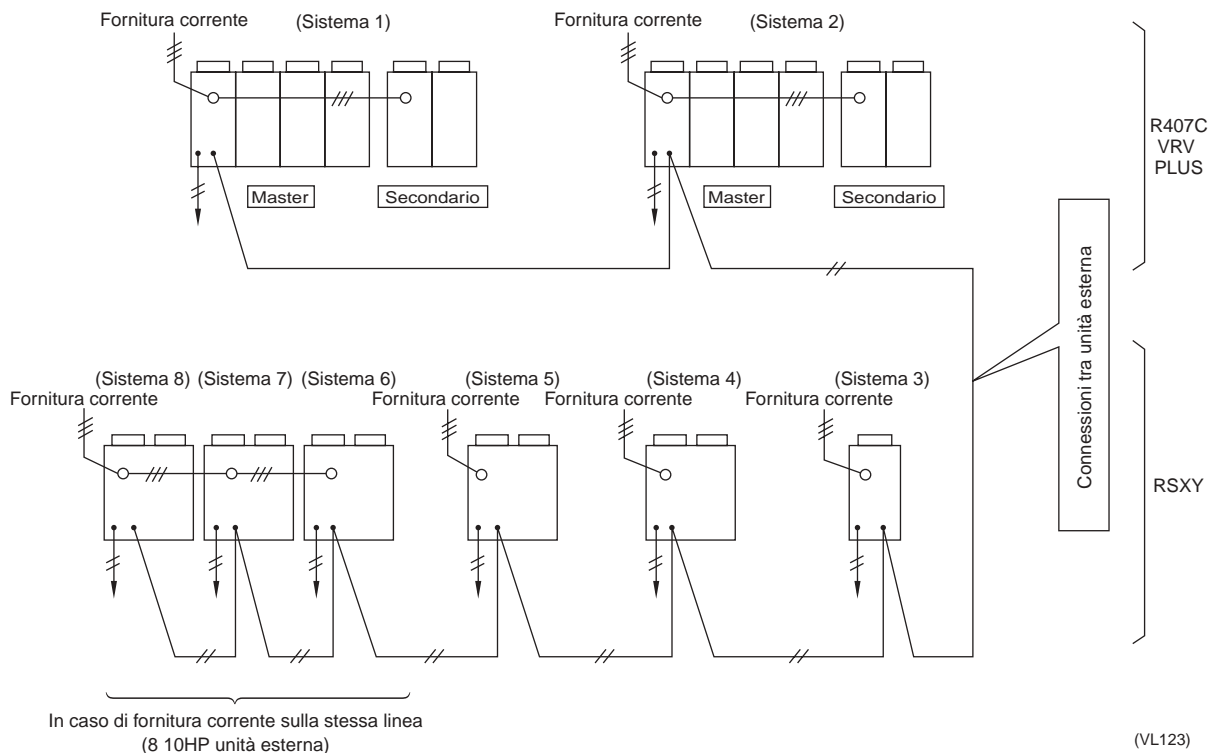 Fornitura corrente
(Sistema 1)
Fornitura corrente
(Sistema 2)
Master
Secondario
Master
Secondario
R407C
VRV
PLUS
Connessioni tra unità esterna
(Sistema 8)
(Sistema 7)
(Sistema 6)
(Sistema 5)
(Sistema 4)
(Sistema 3)
Fornitura corrente
Fornitura corrente
Fornitura corrente
Fornitura corrente
RSXY
In caso di fornitura corrente sulla stessa linea
(8 10HP unità esterna)
(VL123)